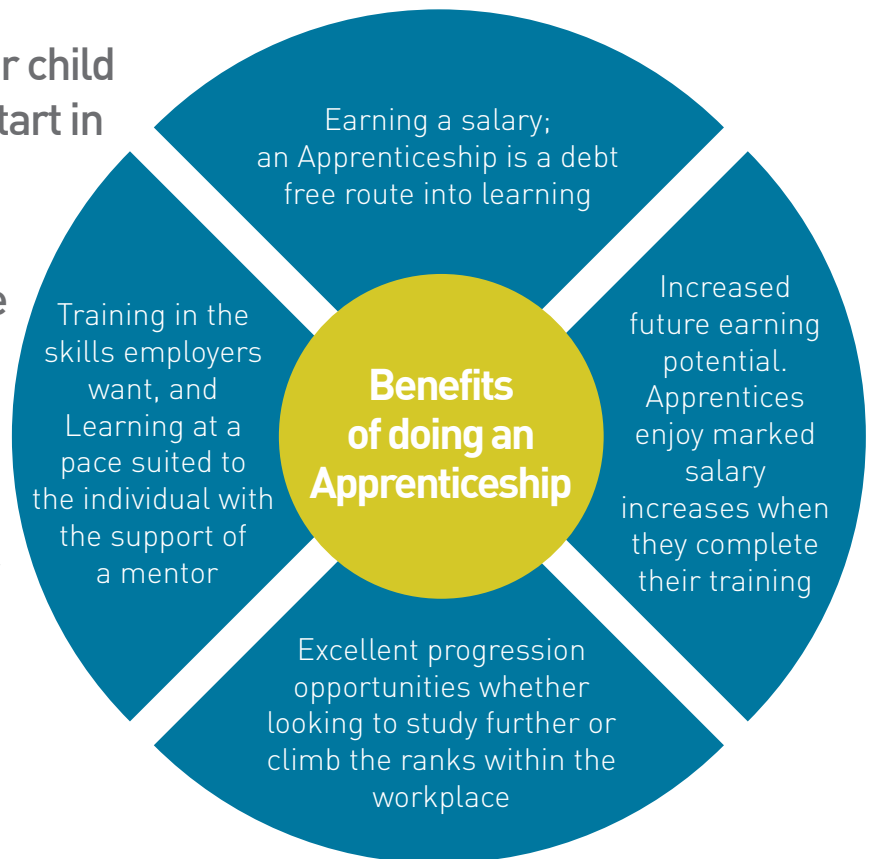 r child
tart in
e
Earning a salary;
an Apprenticeship is a debt
free route into learning
Training in the
skills employers
want, and
Learning at a
pace suited to
the individual with
the support of
a mentor
Benefits
of doing an
Apprenticeship
Increased
future earning
potential.
Apprentices
enjoy marked
salary
increases when
they complete
their training
Excellent progression
opportunities whether
looking to study further or
climb the ranks within the
workplace